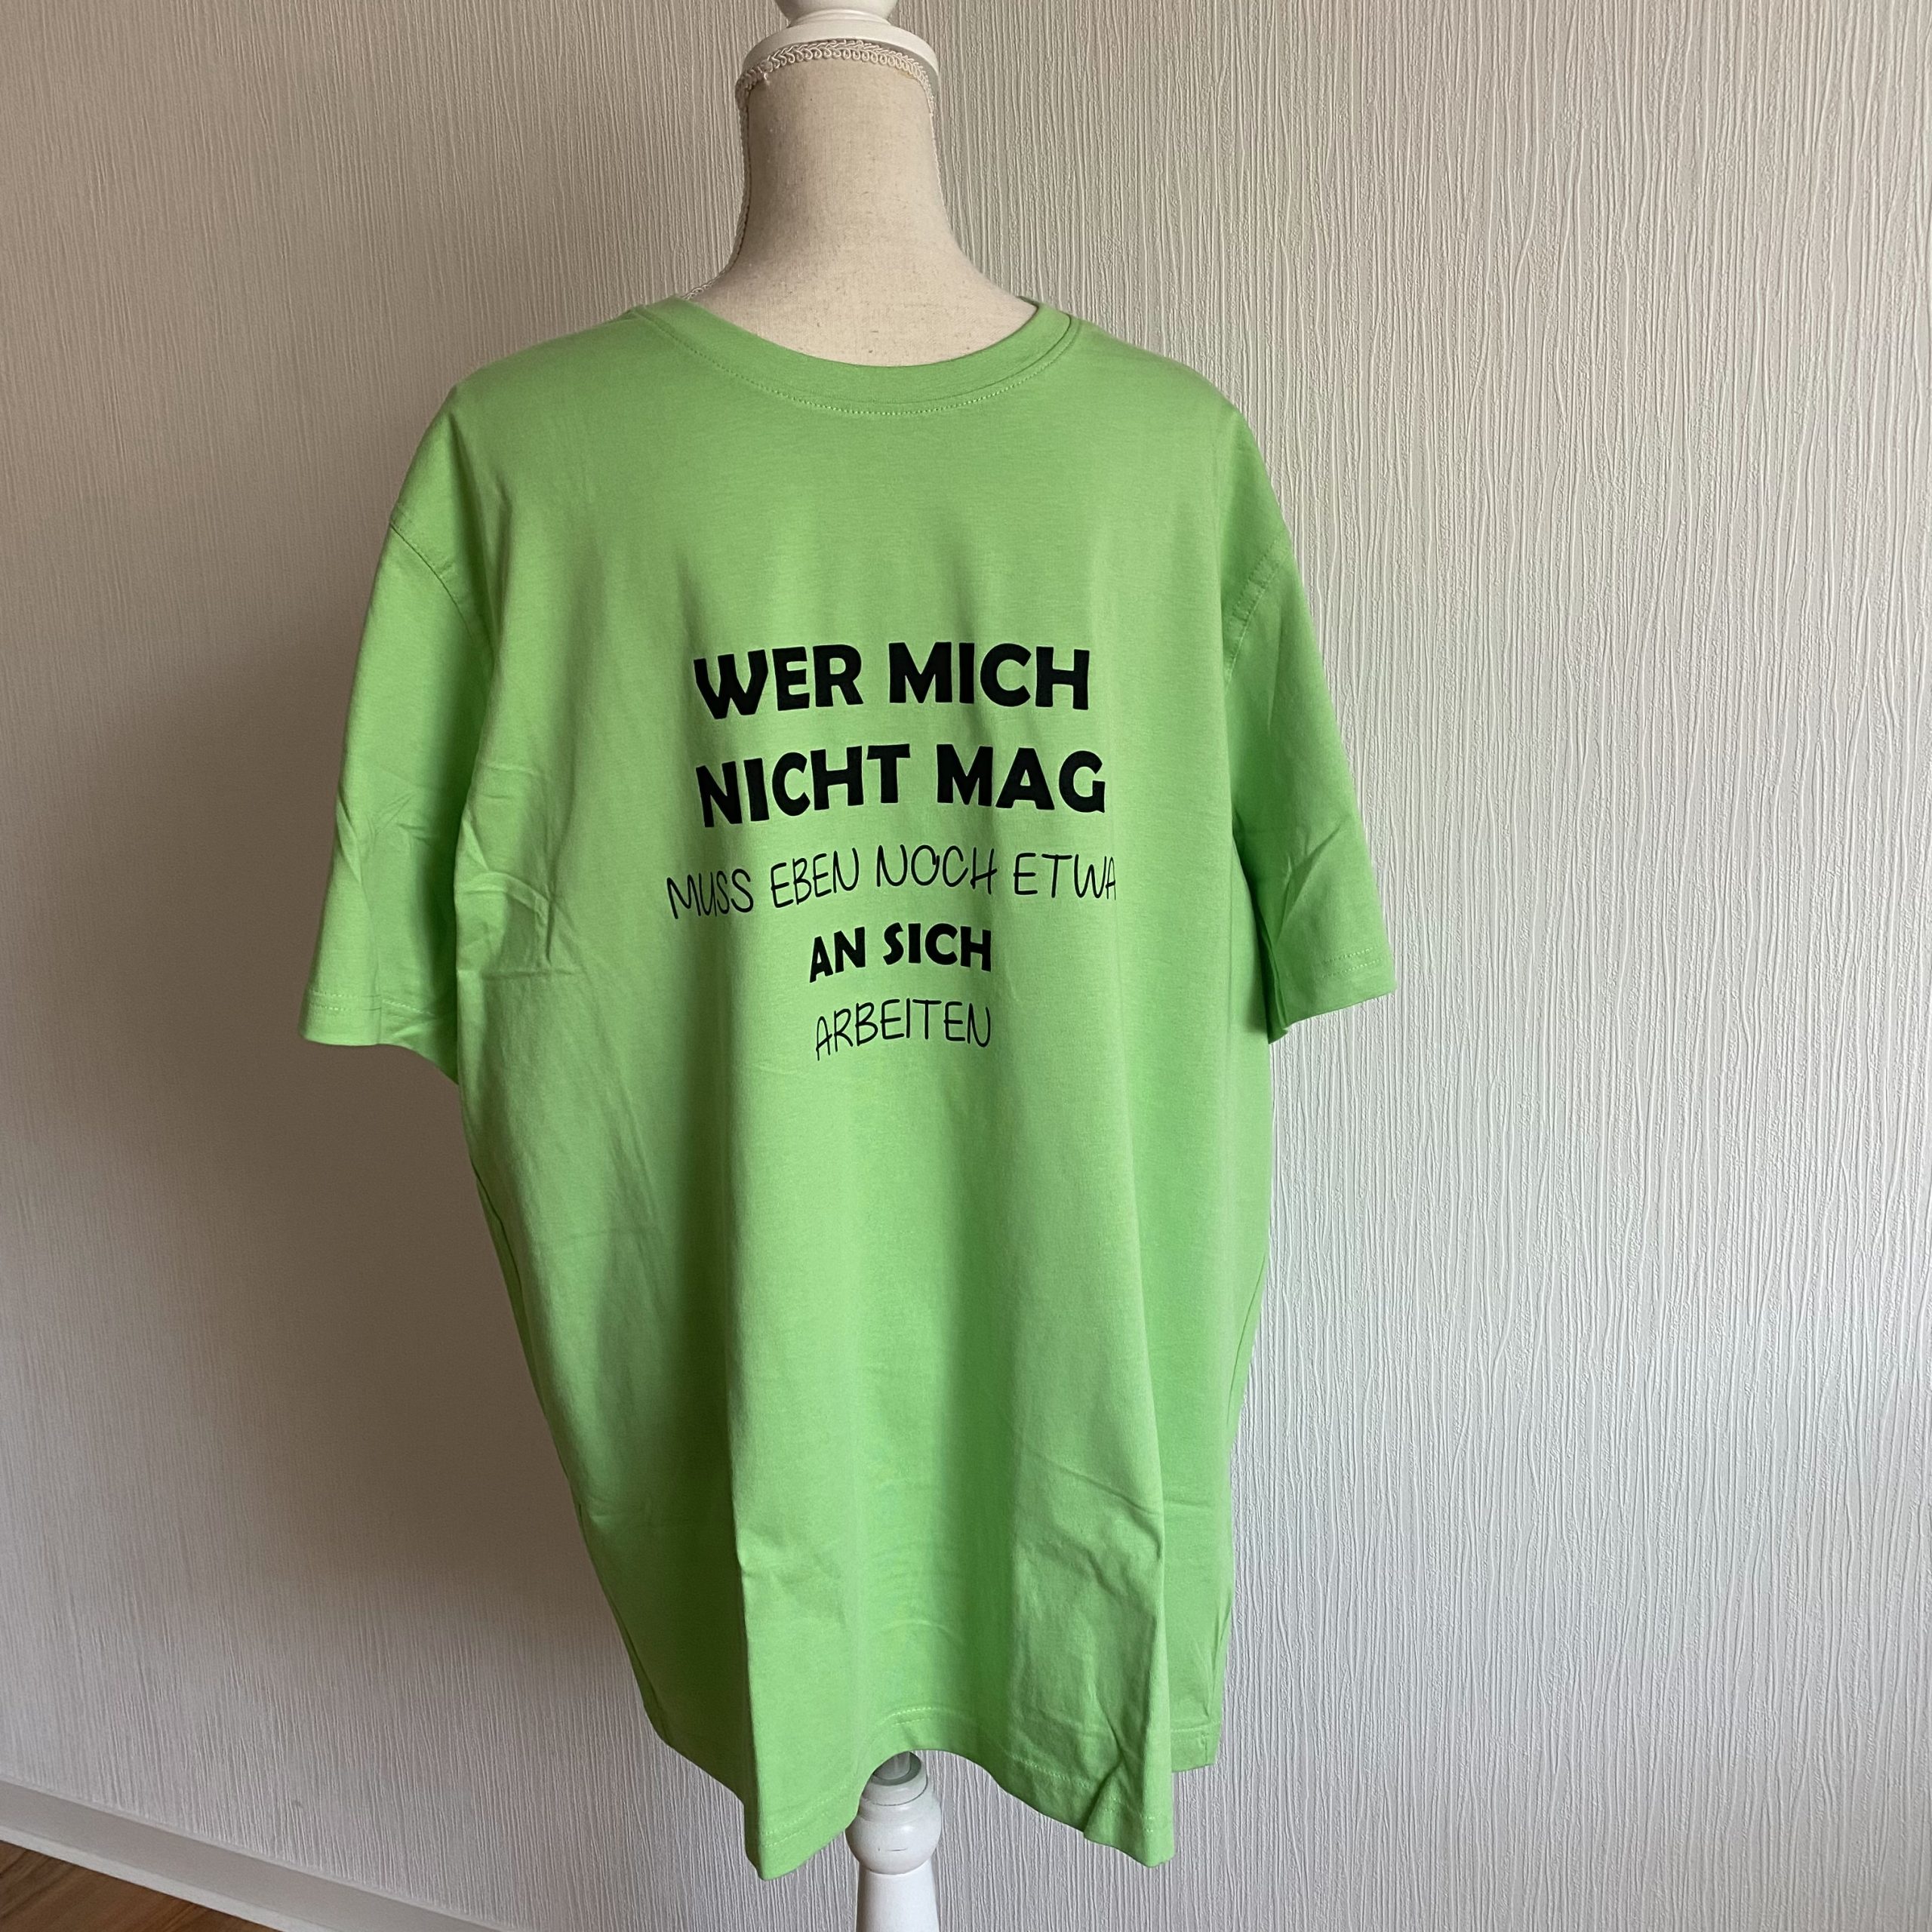 WER MICH
NICHT MAG
MUSS EBEN NOCH ETWA
AN SICH
ARBEITEN